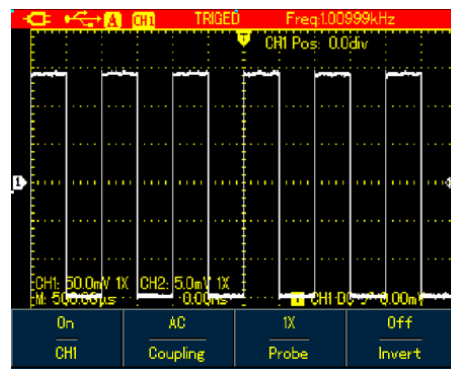 A CH1 TRIGED Freq:1.00999kHz
T CH1 Pos: 0.0div
1
CH1: 50.0mV 1X CH2: 5.0mV 1X
M: 500.00µs 0.00ns CH1 DC 0.00mV
On AC 1X Off
CH1 Coupling Probe Invert